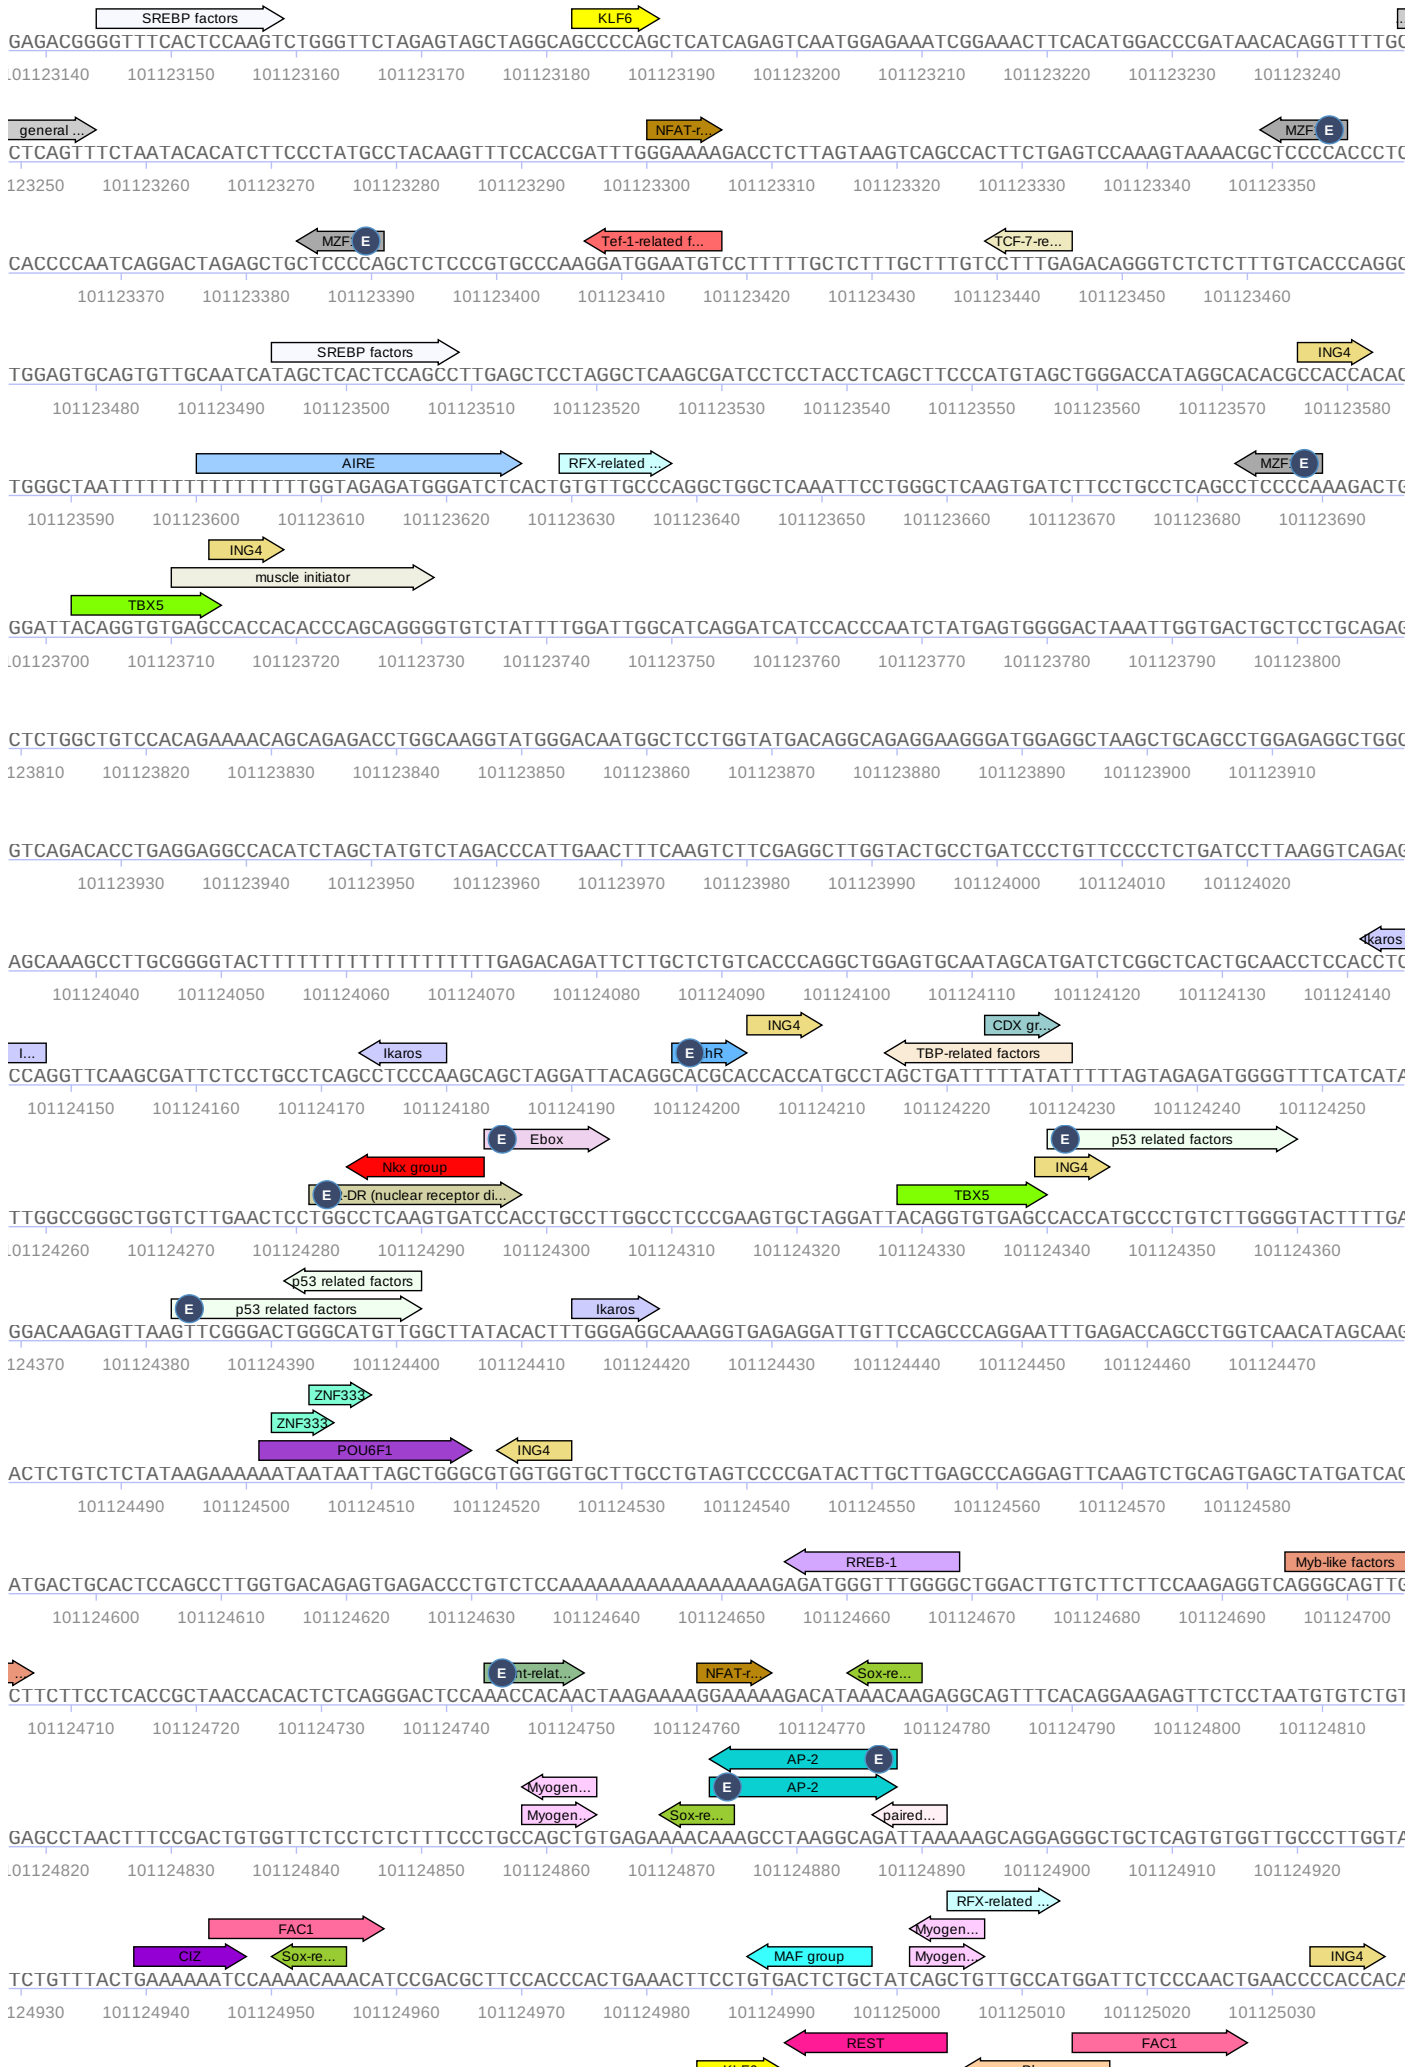 SREBP factors KLF6 ...
GAGACGGGGTTTCACTCCAAGTCTGGGTTCTAGAGTAGCTAGGCAGCCCCAGCTCATCAGAGTCAATGGAGAAATCGGAAACTTCACATGGACCCGATAACACAGGTTTTGC
101123140 101123150 101123160 101123170 101123180 101123190 101123200 101123210 101123220 101123230 101123240
general ... NFAT-r... MZF E
CTCAGTTTCTAATACACATCTTCCCTATGCCTACAAGTTTCCACCGATTTGGGAAAAGACCTCTTAGTAAGTCAGCCACTTCTGAGTCCAAAGTAAAACGCTCCCCACCCTC
123250 101123260 101123270 101123280 101123290 101123300 101123310 101123320 101123330 101123340 101123350
MZF E Tef-1-related f... TCF-7-re...
CACCCCAATCAGGACTAGAGCTGCTCCCCAGCTCTCCCGTGCCCAAGGATGGAATGTCCTTTTTGCTCTTTGCTTTGTCCTTTGAGACAGGGTCTCTCTTTGTCACCCAGGC
101123370 101123380 101123390 101123400 101123410 101123420 101123430 101123440 101123450 101123460
SREBP factors ING4
TGGAGTGCAGTGTTGCAATCATAGCTCACTCCAGCCTTGAGCTCCTAGGCTCAAGCGATCCTCCTACCTCAGCTTCCCATGTAGCTGGGACCATAGGCACACGCCACCACAC
101123480 101123490 101123500 101123510 101123520 101123530 101123540 101123550 101123560 101123570 101123580
AIRE RFX-related ... MZF E
TGGGCTAATTTTTTTTTTTTTTTTTGGTAGAGATGGGATCTCACTGTGTTGCCCAGGCTGGCTCAAATTCCTGGGCTCAAGTGATCTTCCTGCCTCAGCCTCCCCAAAGACTG
101123590 101123600 101123610 101123620 101123630 101123640 101123650 101123660 101123670 101123680 101123690
ING4
muscle initiator
TBX5
GGATTACAGGTGTGAGCCACCACACCCAGCAGGGGTGTCTATTTTGGATTGGCATCAGGATCATCCACCCAATCTATGAGTGGGGACTAAATTGGTGACTGCTCCTGCAGAG
101123700 101123710 101123720 101123730 101123740 101123750 101123760 101123770 101123780 101123790 101123800
CTCTGGCTGTCCACAGAAAACAGCAGAGACCTGGCAAGGTATGGGACAATGGCTCCTGGTATGACAGGCAGAGGAAGGGATGGAGGCTAAGCTGCAGCCTGGAGAGGCTGGC
123810 101123820 101123830 101123840 101123850 101123860 101123870 101123880 101123890 101123900 101123910
GTCAGACACCTGAGGAGGCCACATCTAGCTATGTCTAGACCCATTGAACTTTCAAGTCTTCGAGGCTTGGTACTGCCTGATCCCTGTTCCCCTCTGATCCTTAAGGTCAGAG
101123930 101123940 101123950 101123960 101123970 101123980 101123990 101124000 101124010 101124020
Ikaros
AGCAAAGCCTTGCGGGGTACTTTTTTTTTTTTTTTTTTTGAGACAGATTCTTGCTCTGTCACCCAGGCTGGAGTGCAATAGCATGATCTCGGCTCACTGCAACCTCCACCTC
101124040 101124050 101124060 101124070 101124080 101124090 101124100 101124110 101124120 101124130 101124140
ING4 CDX gr...
I... Ikaros E hR TBP-related factors
CCAGGTTCAAGCGATTCTCCTGCCTCAGCCTCCCAAGCAGCTAGGATTACAGGCACGCACCACCATGCCTAGCTGATTTTTATATTTTTAGTAGAGATGGGGTTTCATCATA
101124150 101124160 101124170 101124180 101124190 101124200 101124210 101124220 101124230 101124240 101124250
E Ebox E p53 related factors
Nkx group ING4
E -DR (nuclear receptor di... TBX5
TTGGCCGGGCTGGTCTTGAACTCCTGGCCTCAAGTGATCCACCTGCCTTGGCCTCCCGAAGTGCTAGGATTACAGGTGTGAGCCACCATGCCCTGTCTTGGGGTACTTTTGA
101124260 101124270 101124280 101124290 101124300 101124310 101124320 101124330 101124340 101124350 101124360
p53 related factors
E p53 related factors Ikaros
GGACAAGAGTTAAGTTCGGGACTGGGCATGTTGGCTTATACACTTTGGGAGGCAAAGGTGAGAGGATTGTTCCAGCCCAGGAATTTGAGACCAGCCTGGTCAACATAGCAAG
124370 101124380 101124390 101124400 101124410 101124420 101124430 101124440 101124450 101124460 101124470
ZNF333
ZNF333
POU6F1 ING4
ACTCTGTCTCTATAAGAAAAAATAATAATTAGCTGGGCGTGGTGGTGCTTGCCTGTAGTCCCCGATACTTGCTTGAGCCCAGGAGTTCAAGTCTGCAGTGAGCTATGATCAC
101124490 101124500 101124510 101124520 101124530 101124540 101124550 101124560 101124570 101124580
RREB-1 Myb-like factors
ATGACTGCACTCCAGCCTTGGTGACAGAGTGAGACCCTGTCTCCAAAAAAAAAAAAAAAAAGAGATGGGTTTGGGGCTGGACTTGTCTTCTTCCAAGAGGTCAGGGCAGTTG
101124600 101124610 101124620 101124630 101124640 101124650 101124660 101124670 101124680 101124690 101124700
... E nt-relat... NFAT-r... Sox-re...
CTTCTTCCTCACCGCTAACCACACTCTCAGGGACTCCAAACCACAACTAAGAAAAGGAAAAAGACATAAACAAGAGGCAGTTTCACAGGAAGAGTTCTCCTAATGTGTCTGT
101124710 101124720 101124730 101124740 101124750 101124760 101124770 101124780 101124790 101124800 101124810
AP-2 E
Myogen... E AP-2
Myogen... Sox-re... paired...
GAGCCTAACTTTCCGACTGTGGTTCTCCTCTCTTTCCCTGCCAGCTGTGAGAAAACAAAGCCTAAGGCAGATTAAAAAGCAGGAGGGCTGCTCAGTGTGGTTGCCCTTGGTA
101124820 101124830 101124840 101124850 101124860 101124870 101124880 101124890 101124900 101124910 101124920
RFX-related ...
FAC1 Myogen...
CIZ Sox-re... MAF group Myogen... ING4
TCTGTTTACTGAAAAAATCCAAAACAAACATCCGACGCTTCCACCCACTGAAACTTCCTGTGACTCTGCTATCAGCTGTTGCCATGGATTCTCCCAACTGAACCCCACCACA
124930 101124940 101124950 101124960 101124970 101124980 101124990 101125000 101125010 101125020 101125030
REST FAC1